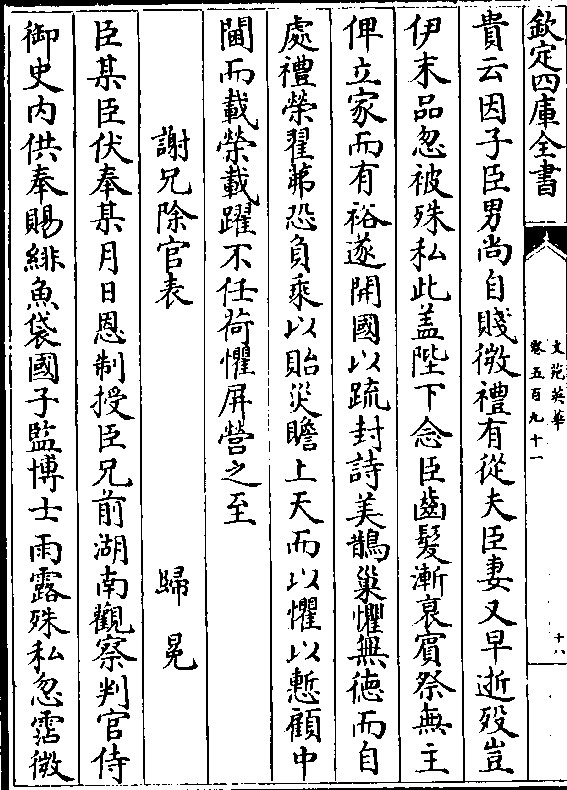 欽定四庫全書
文苑英華
卷五百九十一
十八
貴云因子臣男尚自賤微禮有從夫臣妻又早逝殁豈
伊末品忽被殊私此盖陛下念臣齒髪漸衰賓祭無主
俾立家而有裕遂開國以疏封詩美鵲巢懼無徳而自
處禮榮翟茀恐負乘以貽災瞻上天而以懼以慙顧中
閫而載榮載躍不任荷懼屏營之至
謝兄除官表 歸晃
臣某臣伏奉某月日恩制授臣兄前湖南觀察判官侍
御史内供奉賜緋魚袋國子監博士雨露殊私忽霑微